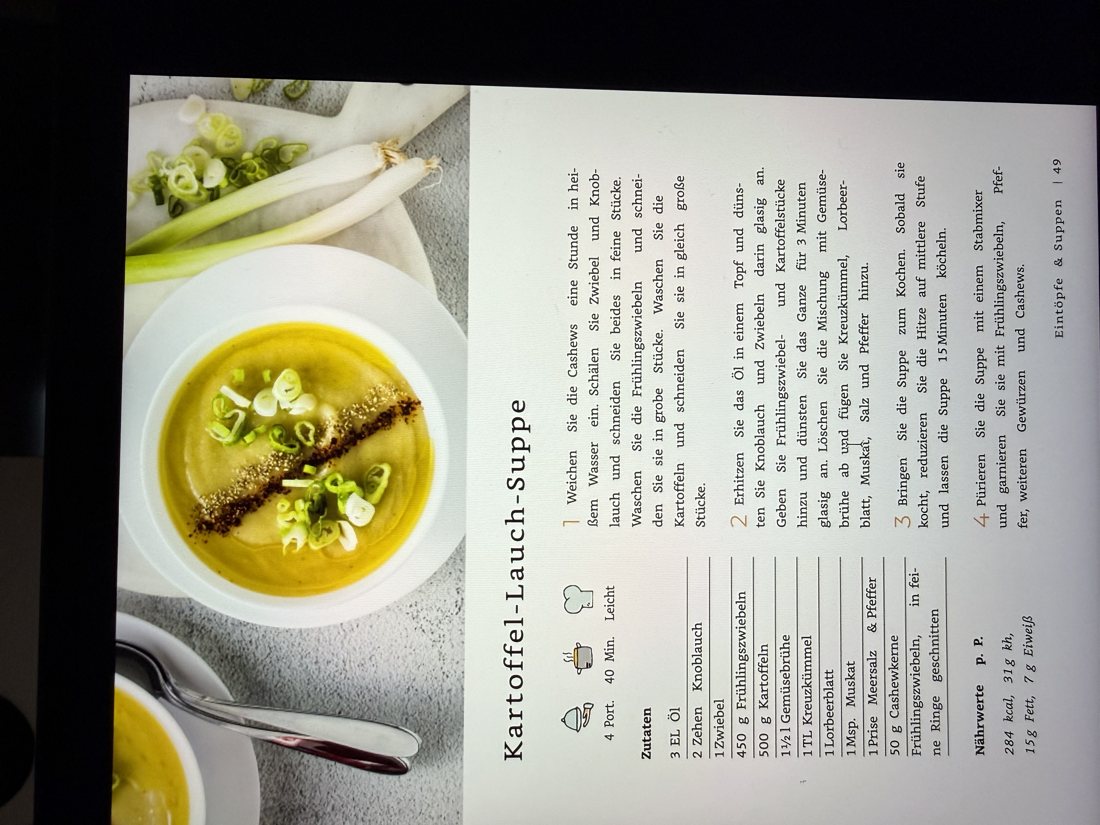 Kartoffel-Lauch-Suppe
4 Port. 40 Min. Leicht
Zutaten
3 EL Öl
2 Zehen Knoblauch
1 Zwiebel
450 g Frühlingszwiebeln
500 g Kartoffeln
1½ l Gemüsebrühe
1 TL Kreuzkümmel
1 Lorbeerblatt
1 Msp. Muskat
1 Prise Meersalz & Pfeffer
50 g Cashewkerne
Frühlingszwiebeln, in fei-
ne Ringe geschnitten
Nährwerte p. P.
284 kcal, 31g kh,
15g Fett, 7 g Eiweiß
1 Weichen Sie die Cashews eine Stunde in hei-
ßem Wasser ein. Schälen Sie Zwiebel und Knob-
lauch und schneiden Sie beides in feine Stücke.
Waschen Sie die Frühlingszwiebeln und schnei-
den Sie sie in grobe Stücke. Waschen Sie die
Kartoffeln und schneiden Sie sie in gleich große
Stücke.
2 Erhitzen Sie das Öl in einem Topf und düns-
ten Sie Knoblauch und Zwiebeln darin glasig an.
Geben Sie Frühlingszwiebel- und Kartoffelstücke
hinzu und dünsten Sie das Ganze für 3 Minuten
glasig an. Löschen Sie die Mischung mit Gemüse-
brühe ab und fügen Sie Kreuzkümmel, Lorbeer-
blatt, Muskat, Salz und Pfeffer hinzu.
3 Bringen Sie die Suppe zum Kochen. Sobald sie
kocht, reduzieren Sie die Hitze auf mittlere Stufe
und lassen die Suppe 15 Minuten köcheln.
4 Pürieren Sie die Suppe mit einem Stabmixer
und garnieren Sie sie mit Frühlingszwiebeln, Pfef-
fer, weiteren Gewürzen und Cashews.
Eintöpfe & Suppen | 49